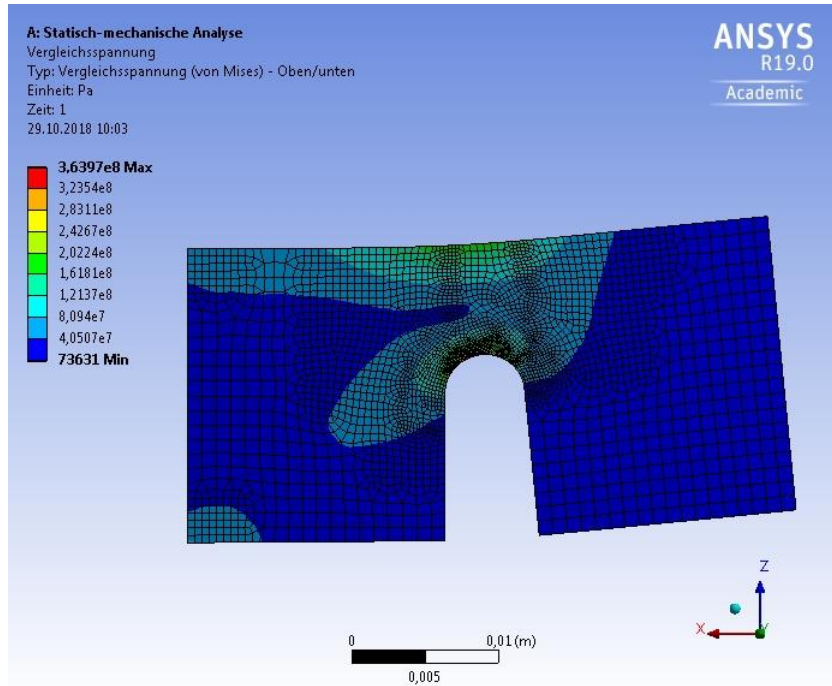 A: Statisch-mechanische Analyse
Vergleichsspannung
Typ: Vergleichsspannung (von Mises) - Oben/unten
Einheit: Pa
Zeit: 1
29.10.2018 10:03
ANSYS
R19.0
Academic
3,6397e8 Max
3,2354e8
2,8311e8
2,4267e8
2,0224e8
1,6181e8
1,2137e8
8,094e7
4,0507e7
73631 Min
Z
X
Y
0
0,01 (m)
0,005